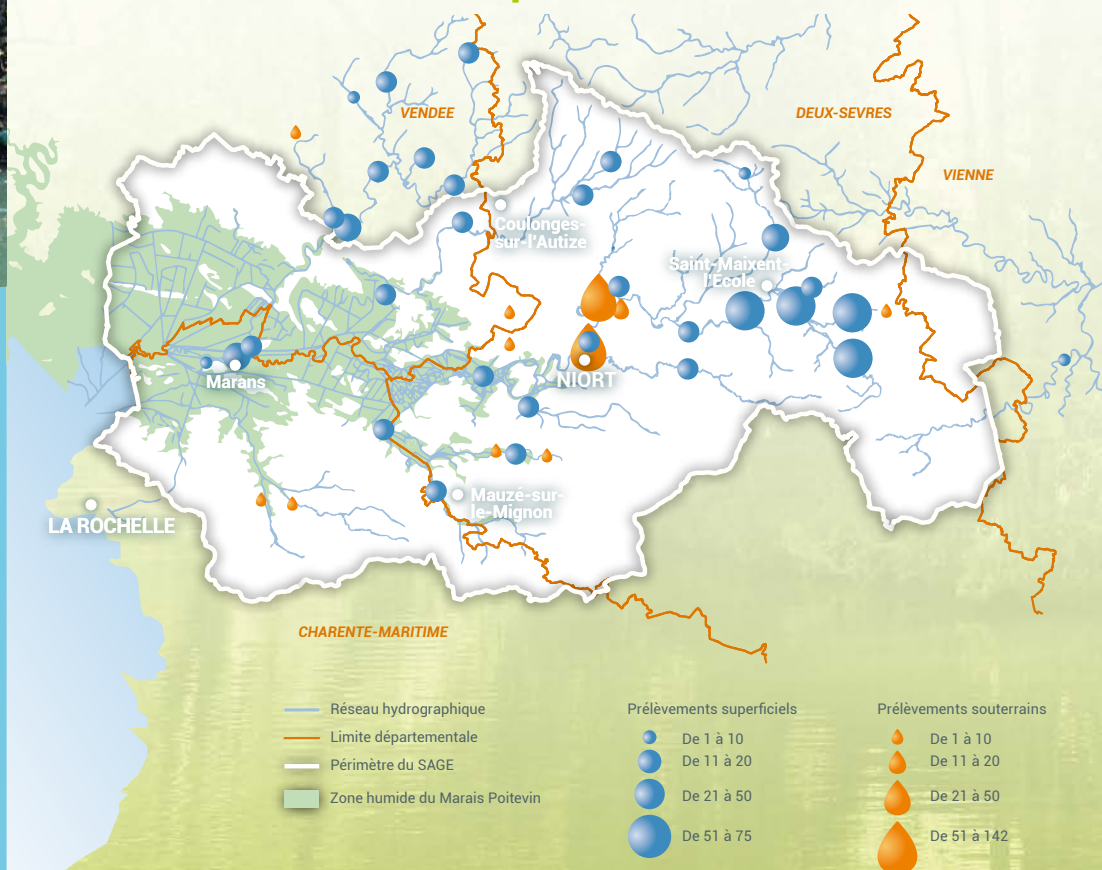 VENDEE
DEUX-SEVRES
VIENNE
Coulonges-
sur-l'Autize
Saint-Maixent-
l'Ecole
Marans
NIORT
Mauzé-sur-
le-Mignon
LA ROCHELLE
CHARENTE-MARITIME
Réseau hydrographique
Limite départementale
Périmètre du SAGE
Zone humide du Marais Poitevin
Prélèvements superficiels
De 1 à 10
De 11 à 20
De 21 à 50
De 51 à 75
Prélèvements souterrains
De 1 à 10
De 11 à 20
De 21 à 50
De 51 à 142